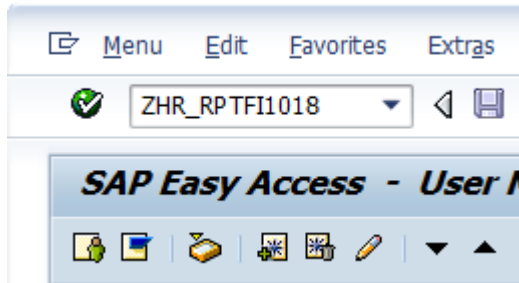 Menu Edit Favorites Extras
ZHR_RPTFI1018
SAP Easy Access - User